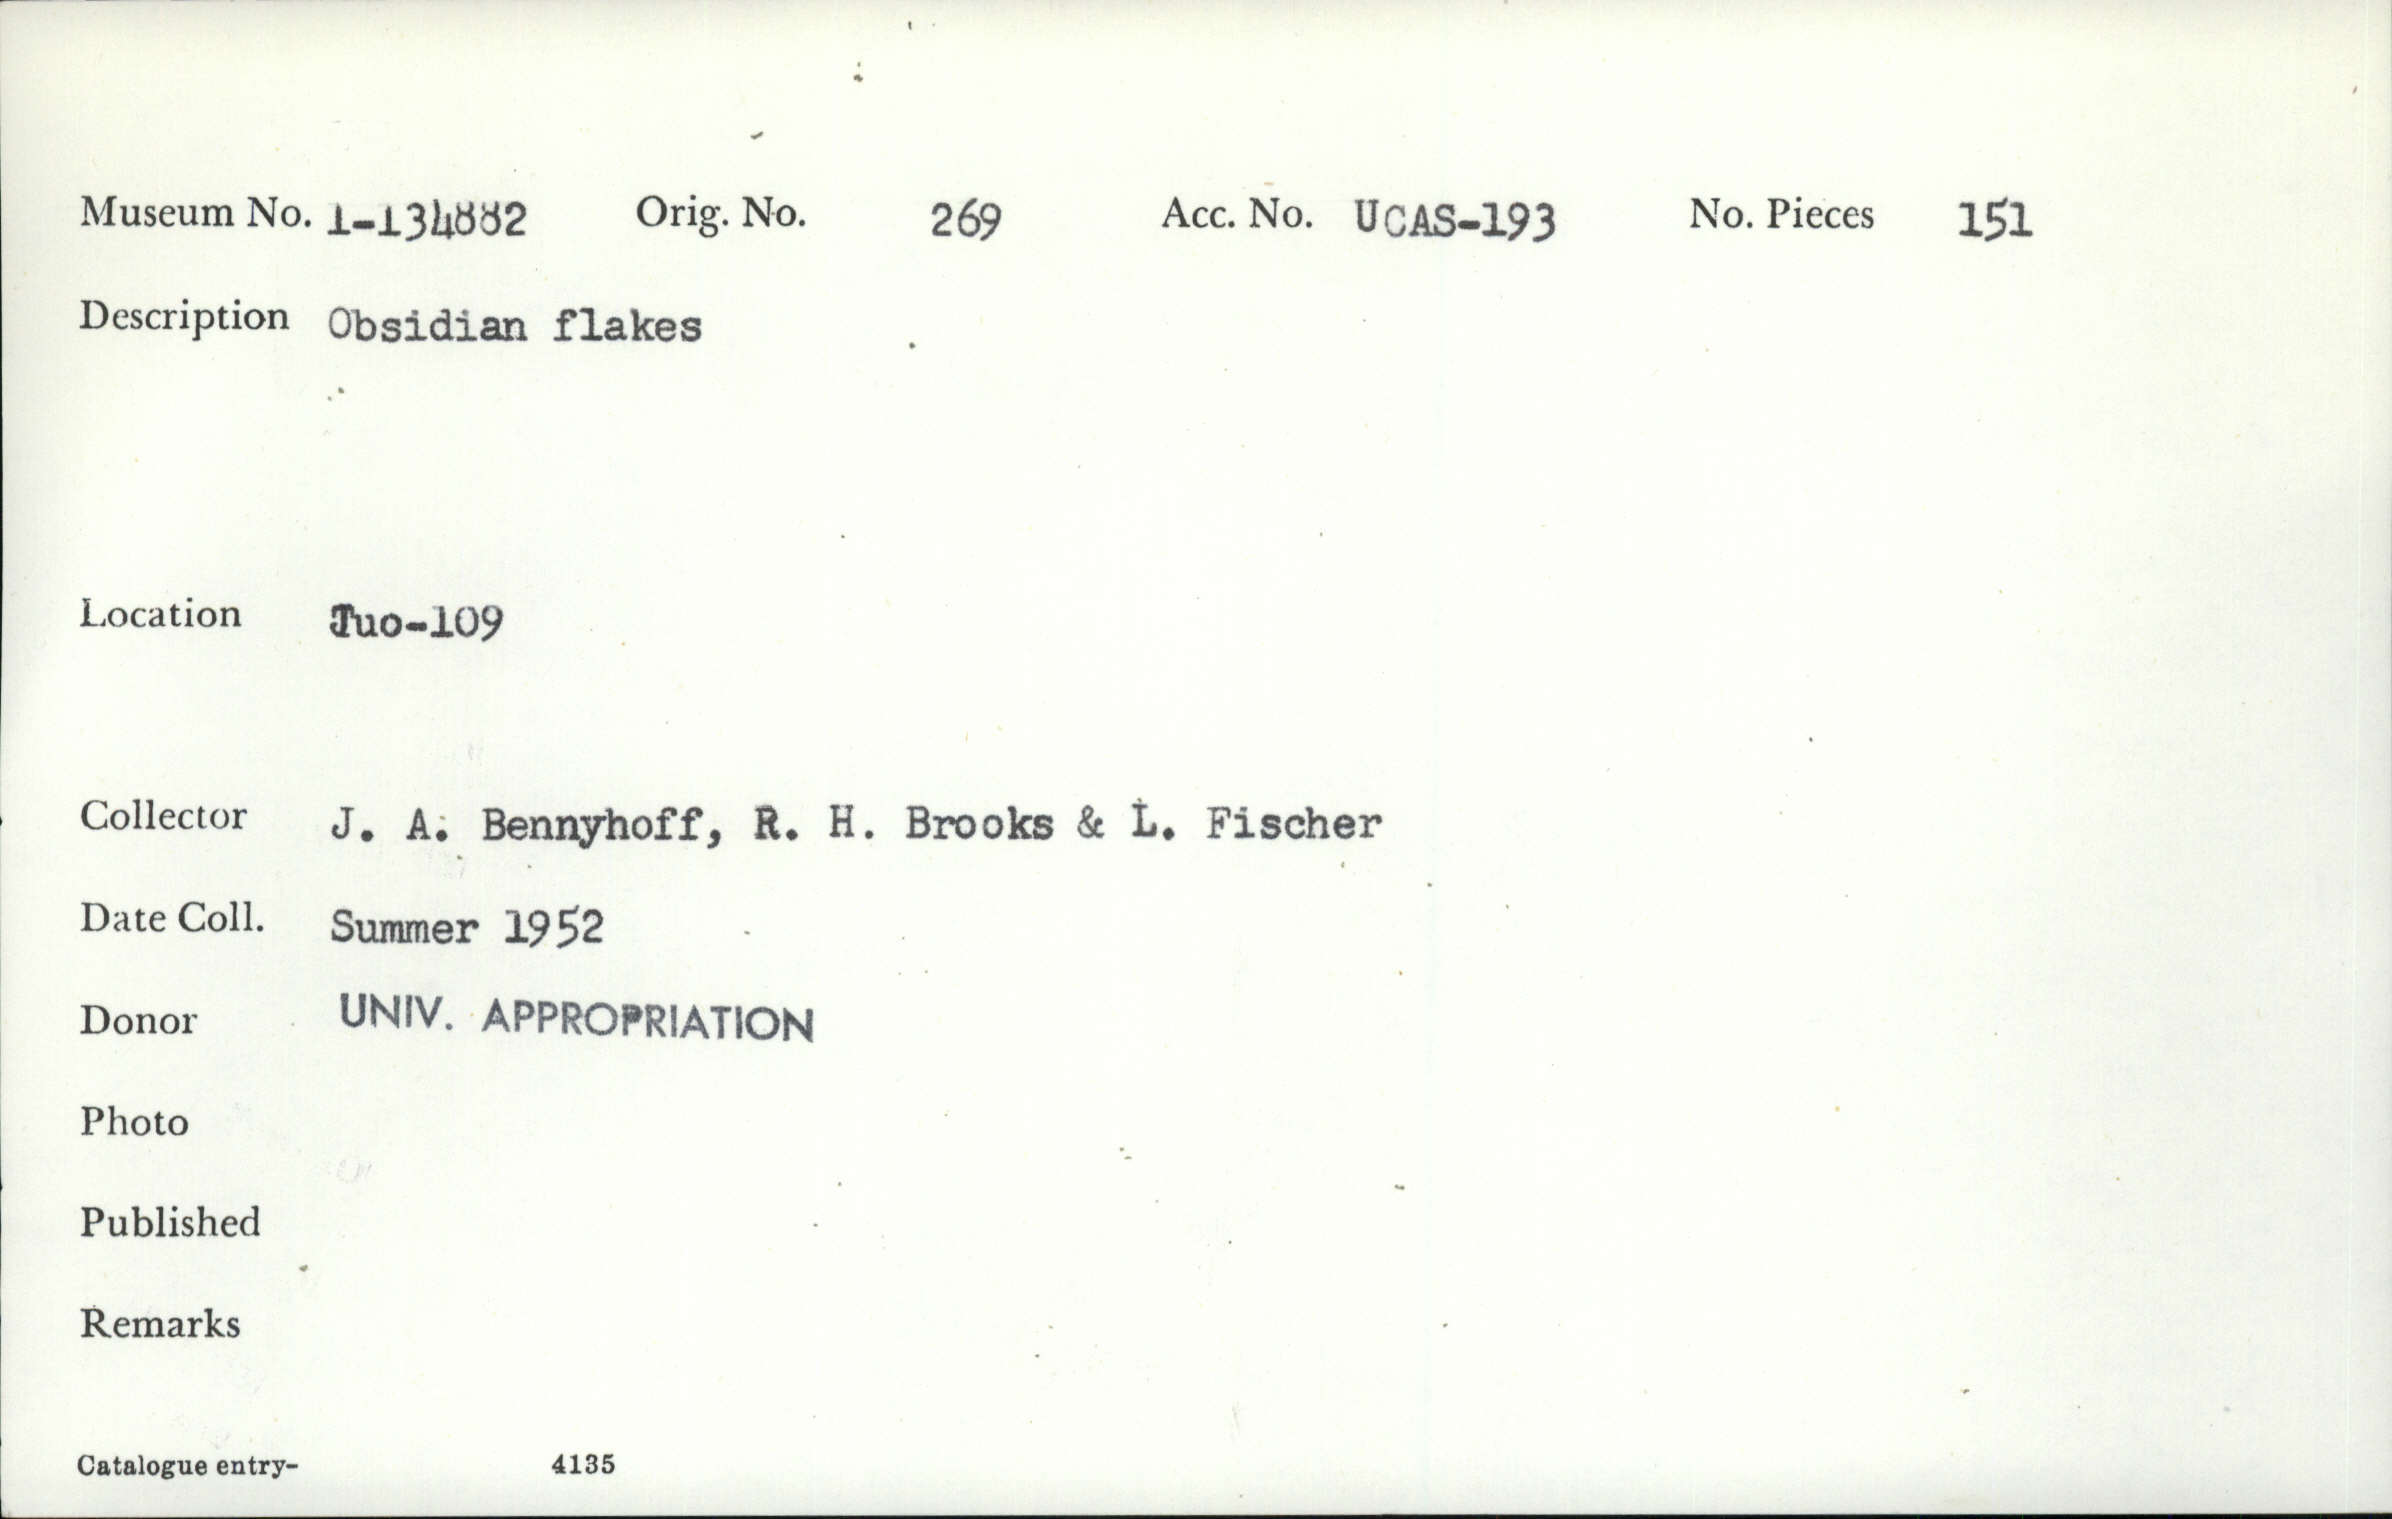 Museum No. 1-134882 Orig. No. 269 Acc. No. UCAS-193 No. Pieces 151
Description Obsidian flakes
Location Tuo-109
Collector J. A. Bennyhoff, R. H. Brooks & L. Fischer
Date Coll. Summer 1952
Donor UNIV. APPROPRIATION
Photo
Published
Remarks
Catalogue entry- 4135